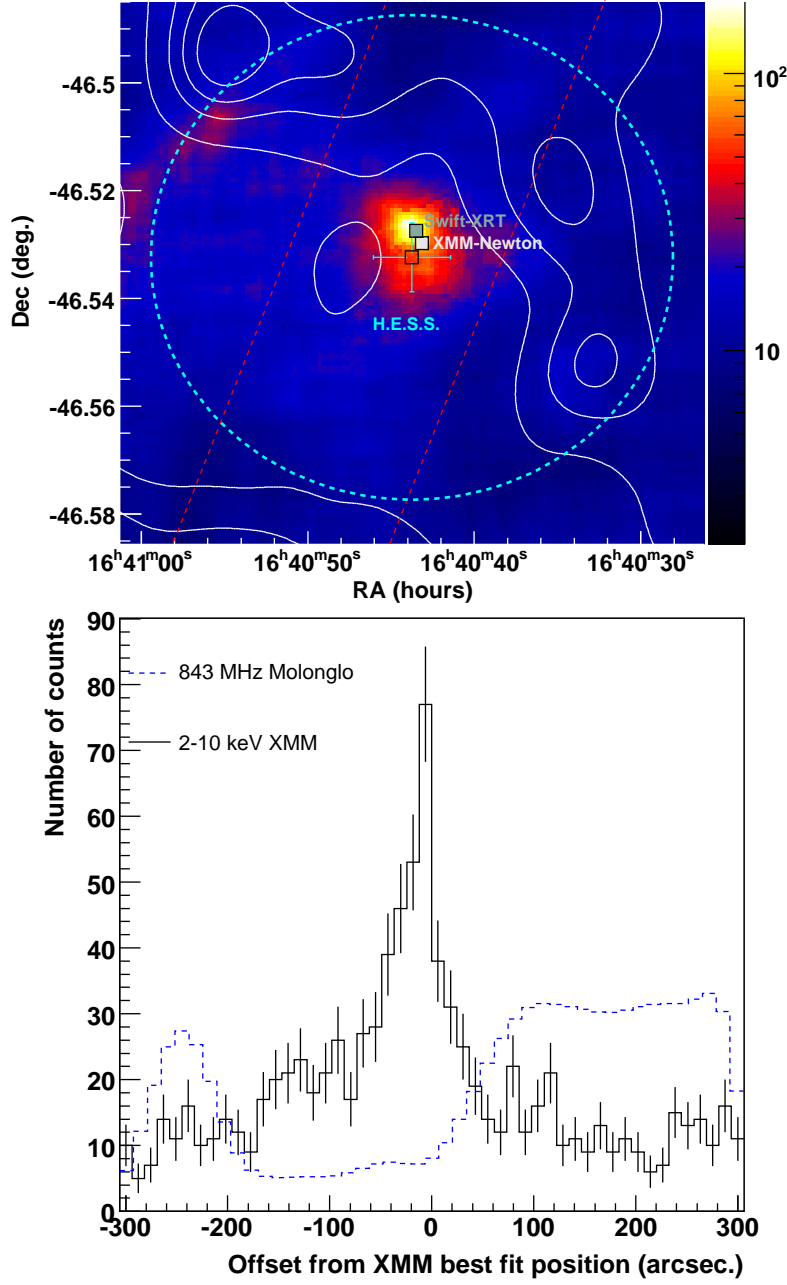 -46.5
-46.52
-46.54
-46.56
-46.58
Dec (deg.)
Swift-XRT
XMM-Newton
H.E.S.S.
10²
10
16ʰ41ᵐ00ˢ
16ʰ40ᵐ50ˢ
16ʰ40ᵐ40ˢ
16ʰ40ᵐ30ˢ
RA (hours)
Number of counts
90
80
70
60
50
40
30
20
10
0
843 MHz Molonglo
2-10 keV XMM
-300
-200
-100
0
100
200
300
Offset from XMM best fit position (arcsec.)